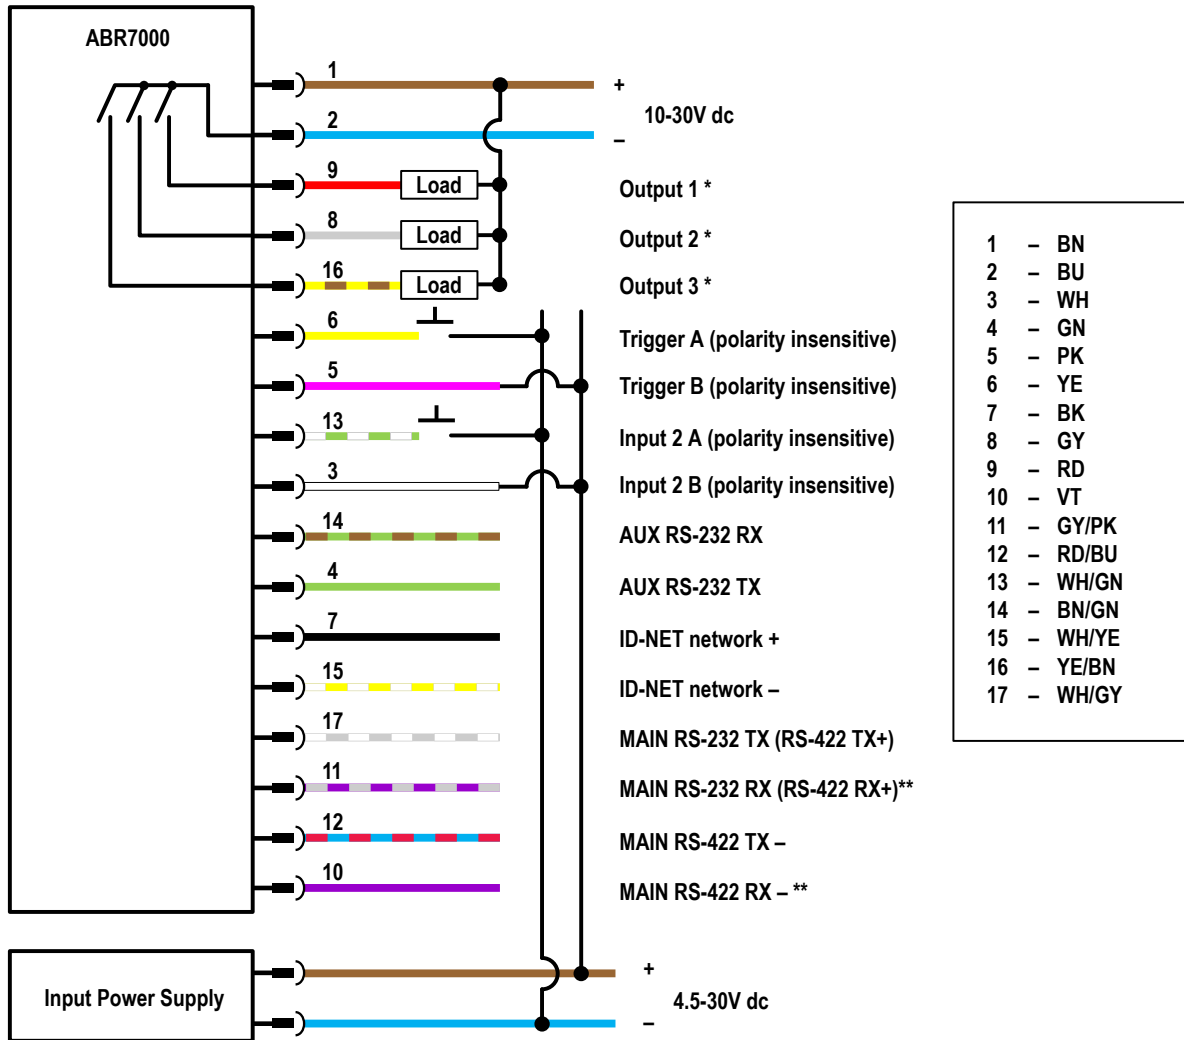 ABR7000
1
+
10-30V dc
2
–
9
Load
Output 1 *
8
Load
Output 2 *
16
Load
Output 3 *
6
Trigger A (polarity insensitive)
5
Trigger B (polarity insensitive)
13
Input 2 A (polarity insensitive)
3
Input 2 B (polarity insensitive)
14
AUX RS-232 RX
4
AUX RS-232 TX
7
ID-NET network +
15
ID-NET network –
17
MAIN RS-232 TX (RS-422 TX+)
11
MAIN RS-232 RX (RS-422 RX+)**
12
MAIN RS-422 TX –
10
MAIN RS-422 RX – **
Input Power Supply
+
4.5-30V dc
–
1 – BN
2 – BU
3 – WH
4 – GN
5 – PK
6 – YE
7 – BK
8 – GY
9 – RD
10 – VT
11 – GY/PK
12 – RD/BU
13 – WH/GN
14 – BN/GN
15 – WH/YE
16 – YE/BN
17 – WH/GY